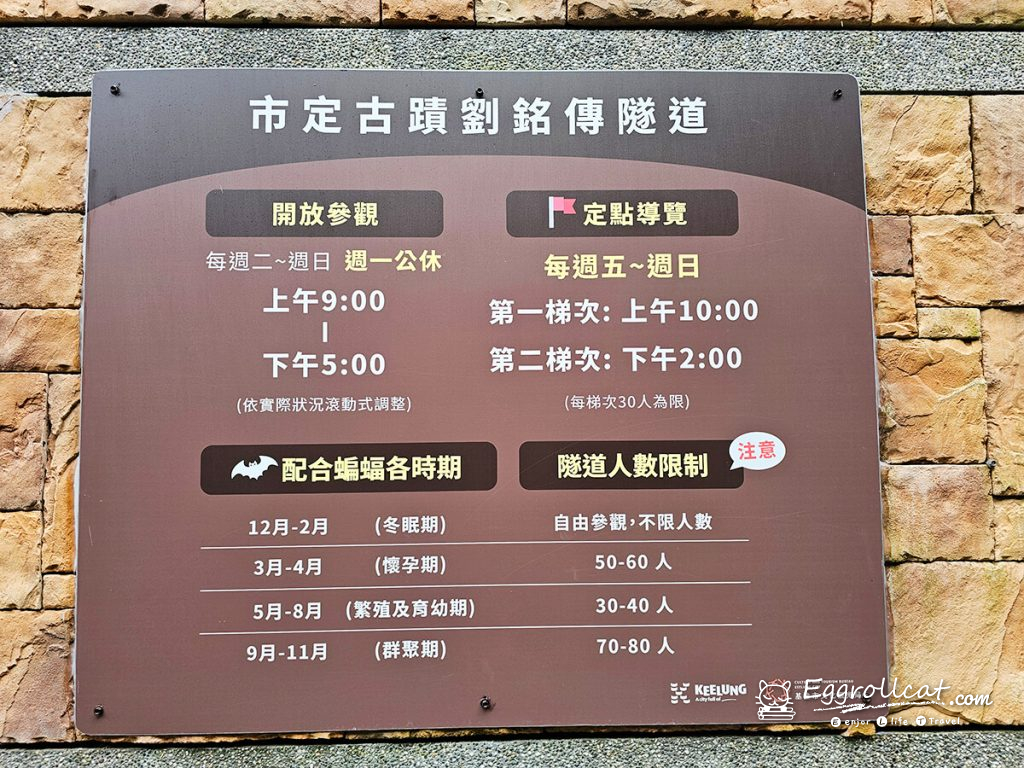 市定古蹟劉銘傳隧道
開放參觀
每週二~週日 週一公休
上午9:00
|
下午5:00
(依實際狀況滾動式調整)
定點導覽
每週五~週日
第一梯次: 上午10:00
第二梯次: 下午2:00
(每梯次30人為限)
配合蝙蝠各時期 隧道人數限制 注意
12月-2月 (冬眠期) 自由參觀,不限人數
3月-4月 (懷孕期) 50-60 人
5月-8月 (繁殖及育幼期) 30-40 人
9月-11月 (群聚期) 70-80 人
KEELUNG
A city hall of
Eggrollcat.com
Enjoy Life Travel